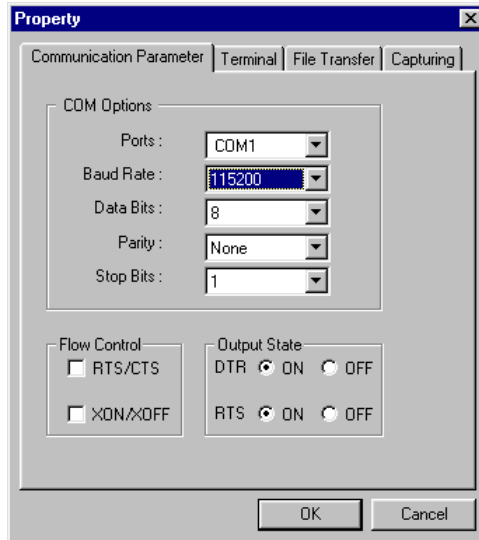 Property
Communication Parameter Terminal File Transfer Capturing
COM Options
Ports : COM1
Baud Rate : 115200
Data Bits : 8
Parity : None
Stop Bits : 1
Flow Control
RTS/CTS
XON/XOFF
Output State
DTR ON OFF
RTS ON OFF
OK Cancel